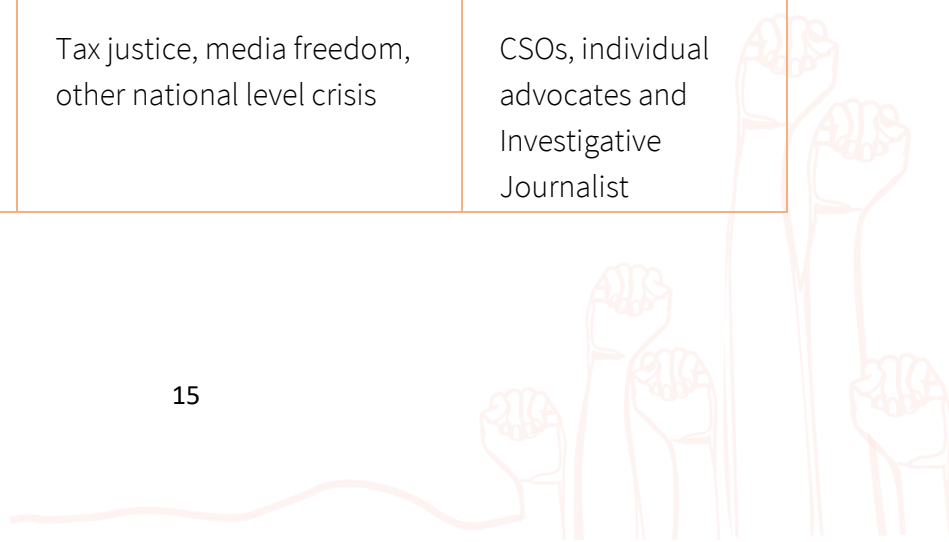 Tax justice, media freedom,
other national level crisis
CSOs, individual
advocates and
Investigative
Journalist
15